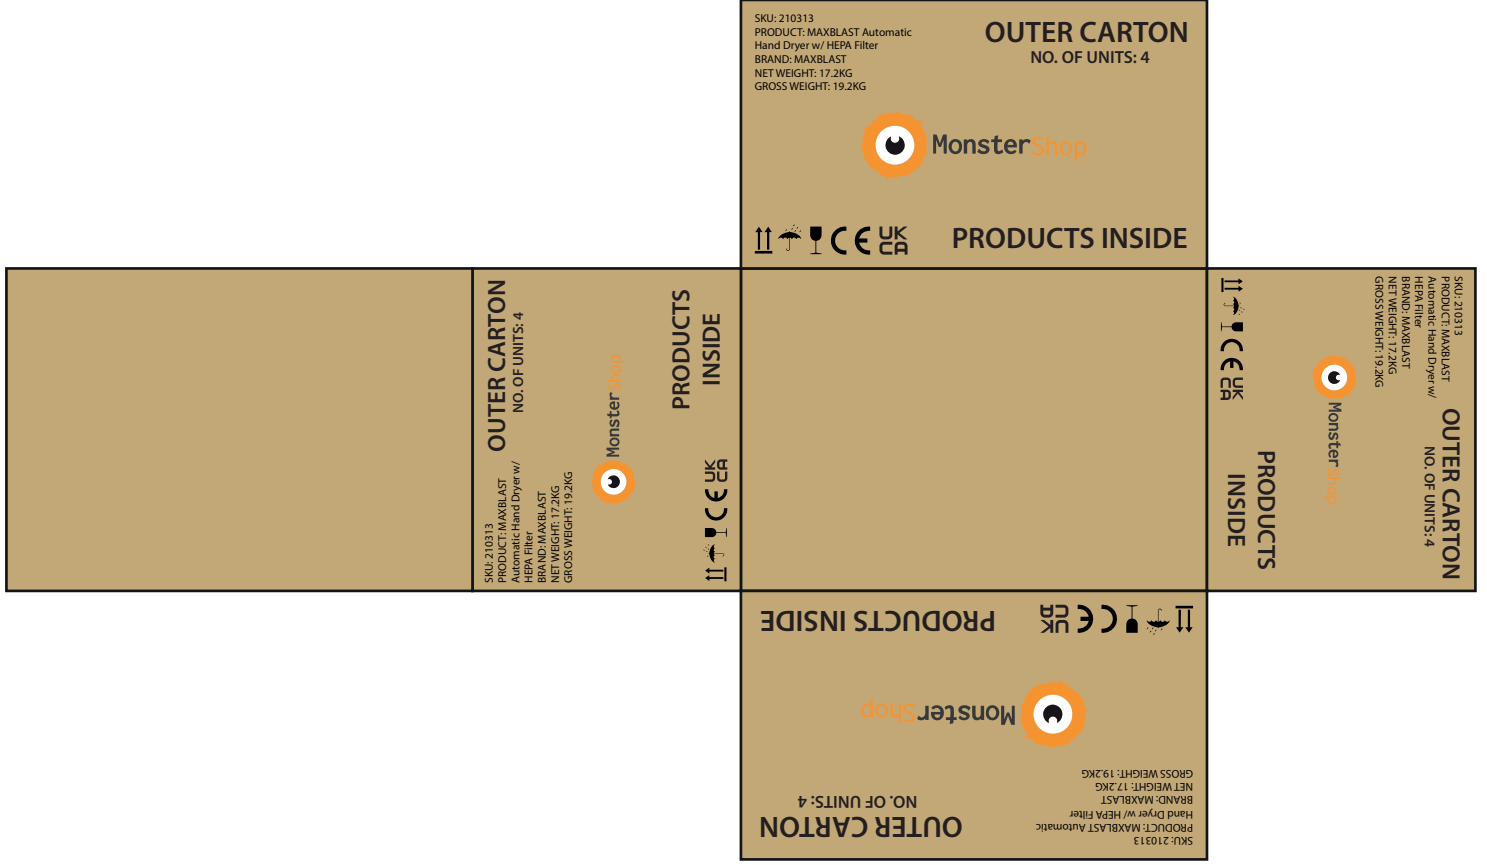 SKU: 210313
PRODUCT: MAXBLAST Automatic
Hand Dryer w/ HEPA Filter
BRAND: MAXBLAST
NET WEIGHT: 17.2KG
GROSS WEIGHT: 19.2KG
OUTER CARTON
NO. OF UNITS: 4
MonsterShop
CE UK
CA
PRODUCTS INSIDE
OUTER CARTON
NO. OF UNITS: 4
SKU: 210313
PRODUCT: MAXBLAST
Automatic Hand Dryer w/
HEPA Filter
BRAND: MAXBLAST
NET WEIGHT: 17.2KG
GROSS WEIGHT: 19.2KG
MonsterShop
PRODUCTS
INSIDE
CE UK
CA
SKU: 210313
PRODUCT: MAXBLAST
Automatic Hand Dryer w/
HEPA Filter
BRAND: MAXBLAST
NET WEIGHT: 17.2KG
GROSS WEIGHT: 19.2KG
OUTER CARTON
NO. OF UNITS: 4
MonsterShop
CE UK
CA
PRODUCTS
INSIDE
SKU: 210313
PRODUCT: MAXBLAST Automatic
Hand Dryer w/ HEPA Filter
BRAND: MAXBLAST
NET WEIGHT: 17.2KG
GROSS WEIGHT: 19.2KG
OUTER CARTON
NO. OF UNITS: 4
MonsterShop
CE UK
CA
PRODUCTS INSIDE